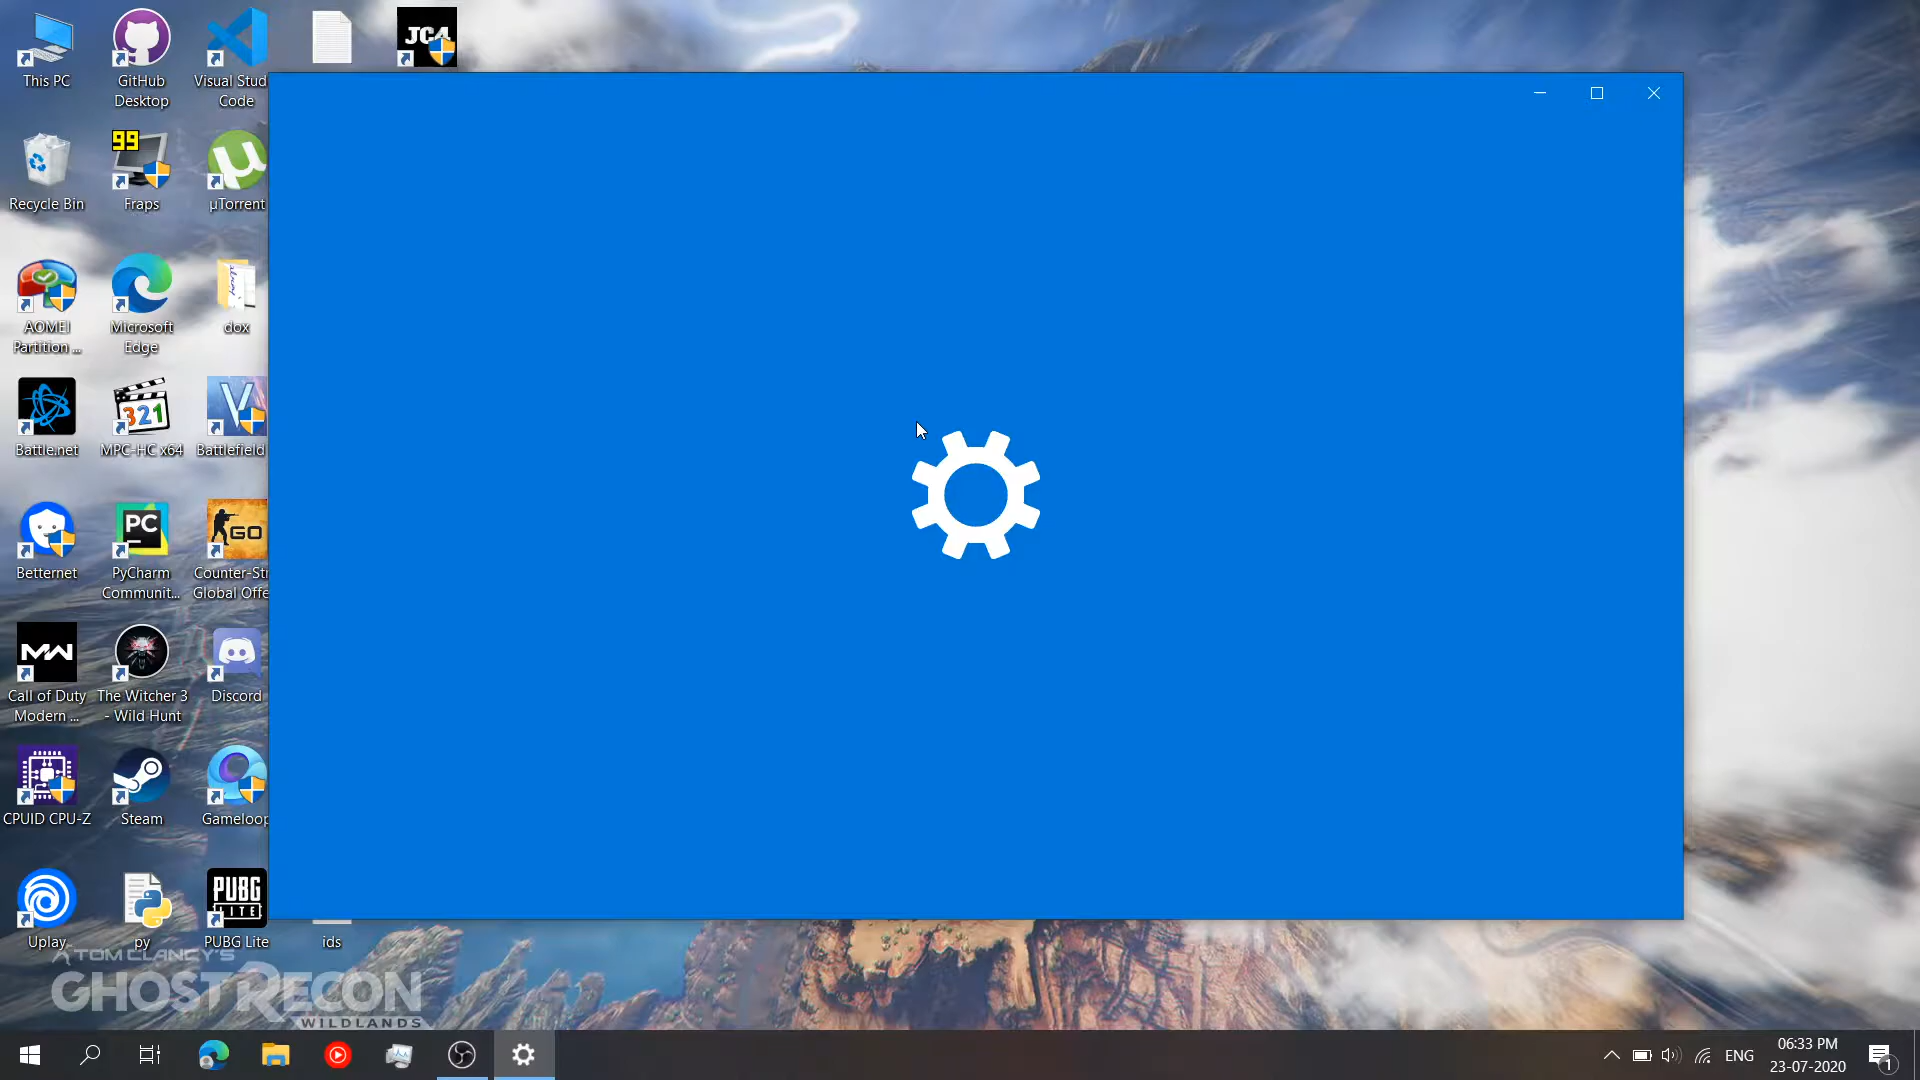 This PC
GitHub
Desktop
Visual Stud
Code
JC4
Recycle Bin
99
Fraps
µ
µTorrent
AOMEI
Partition ...
Microsoft
Edge
dox
Battle.net
321
MPC-HC x64
V
Battlefield
Betternet
PC
PyCharm
Communit...
GO
Counter-Str
Global Offe
MW
Call of Duty
Modern ...
The Witcher 3
- Wild Hunt
Discord
CPUID CPU-Z
Steam
Gameloop
Uplay
py
PUBG
LITE
PUBG Lite
ids
TOM CLANCY'S
GHOST RECON
WILDLANDS
ENG
06:33 PM
23-07-2020
1